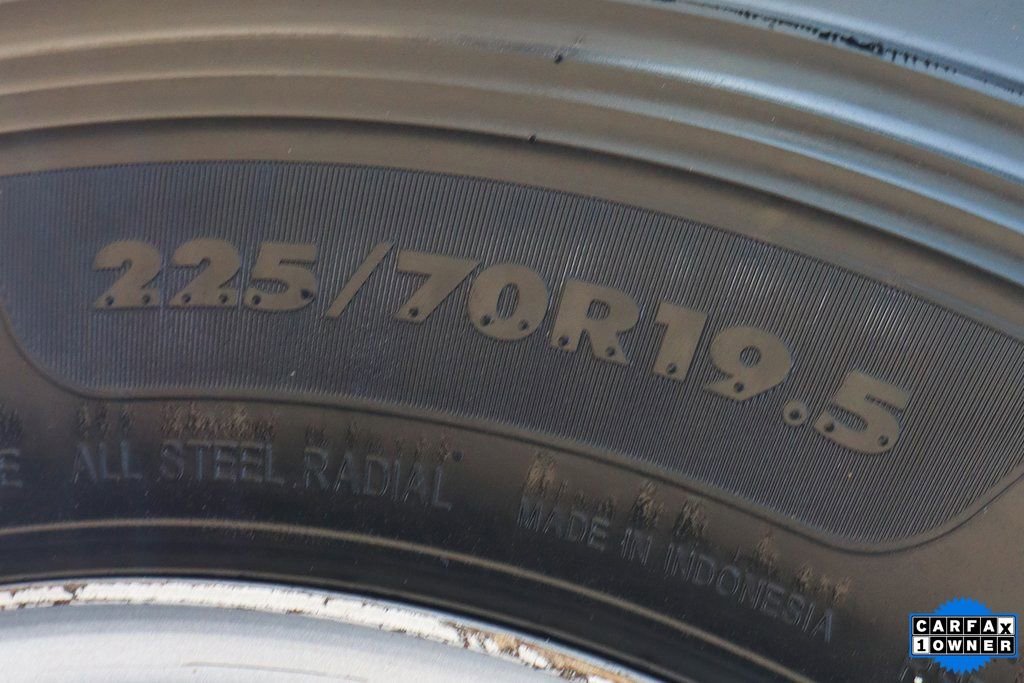 225/70R19.5
ALL STEEL RADIAL
MADE IN INDONESIA
CARFAX
1 OWNER